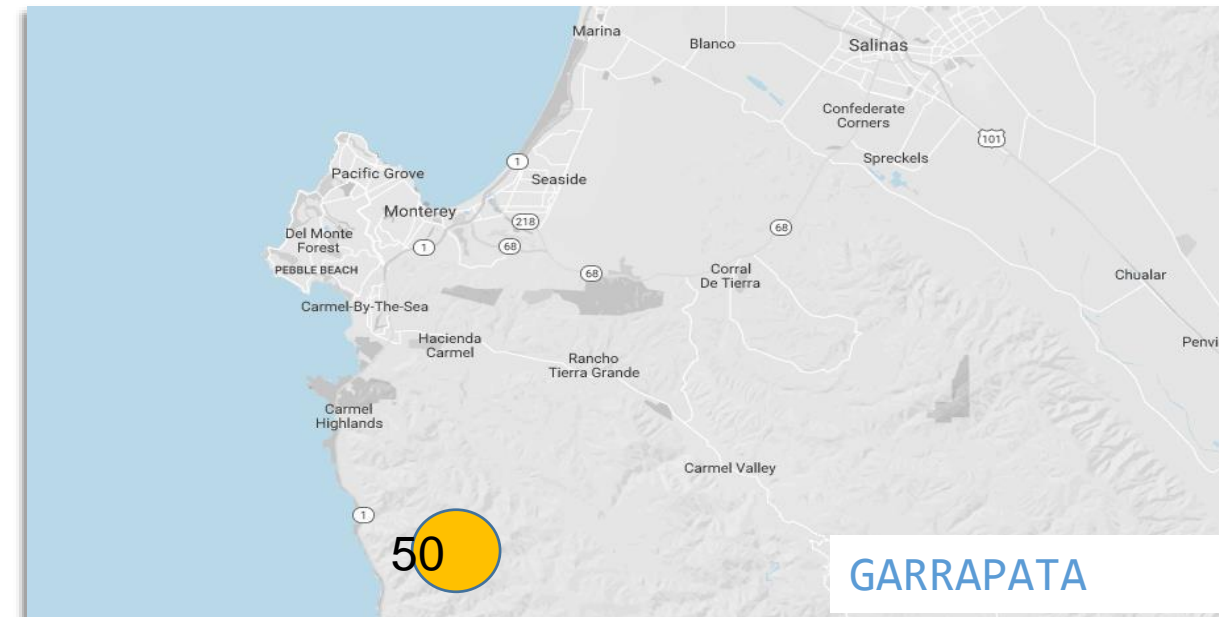 Marina
Blanco
Salinas
Confederate
Corners
101
Spreckels
1
Pacific Grove
Seaside
Monterey
218
68
Del Monte
Forest
1
68
PEBBLE BEACH
68
Corral
De Tierra
Chualar
Carmel-By-The-Sea
Hacienda
Carmel
Penvi
Rancho
Tierra Grande
Carmel
Highlands
Carmel Valley
1
50
GARRAPATA